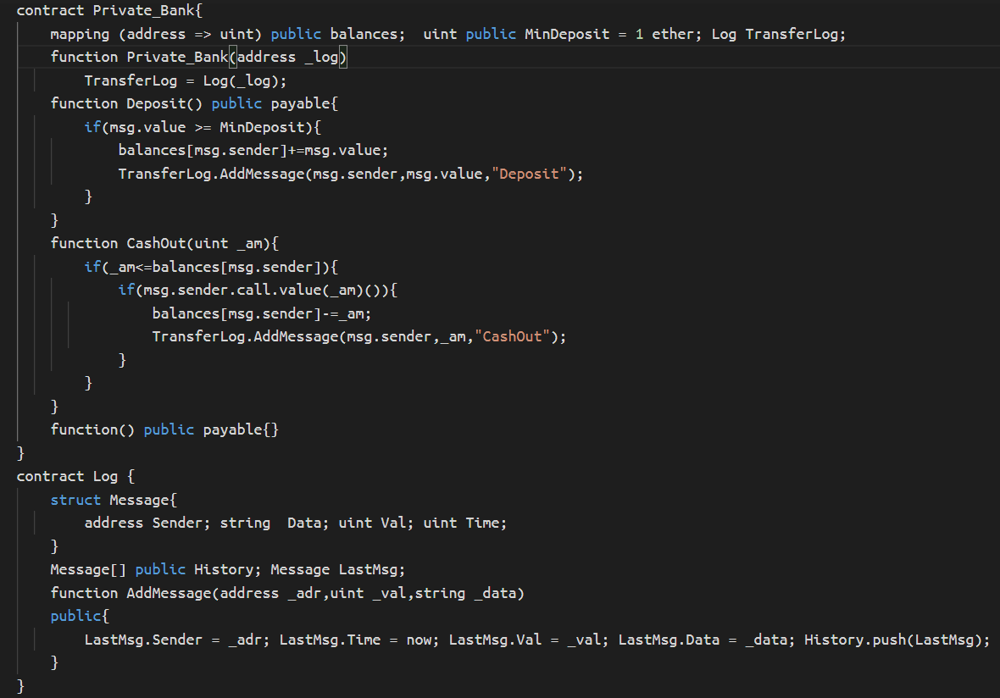 contract Private_Bank{
mapping (address => uint) public balances;  uint public MinDeposit = 1 ether; Log TransferLog;
function Private_Bank(address _log)
TransferLog = Log(_log);
function Deposit() public payable{
if(msg.value >= MinDeposit){
balances[msg.sender]+=msg.value;
TransferLog.AddMessage(msg.sender,msg.value,"Deposit");
}
}
function CashOut(uint _am){
if(_am<=balances[msg.sender]){
if(msg.sender.call.value(_am)()){
balances[msg.sender]-=_am;
TransferLog.AddMessage(msg.sender,_am,"CashOut");
}
}
}
function() public payable{}
}
contract Log {
struct Message{
address Sender; string  Data; uint Val; uint Time;
}
Message[] public History; Message LastMsg;
function AddMessage(address _adr,uint _val,string _data)
public{
LastMsg.Sender = _adr; LastMsg.Time = now; LastMsg.Val = _val; LastMsg.Data = _data; History.push(LastMsg);
}
}